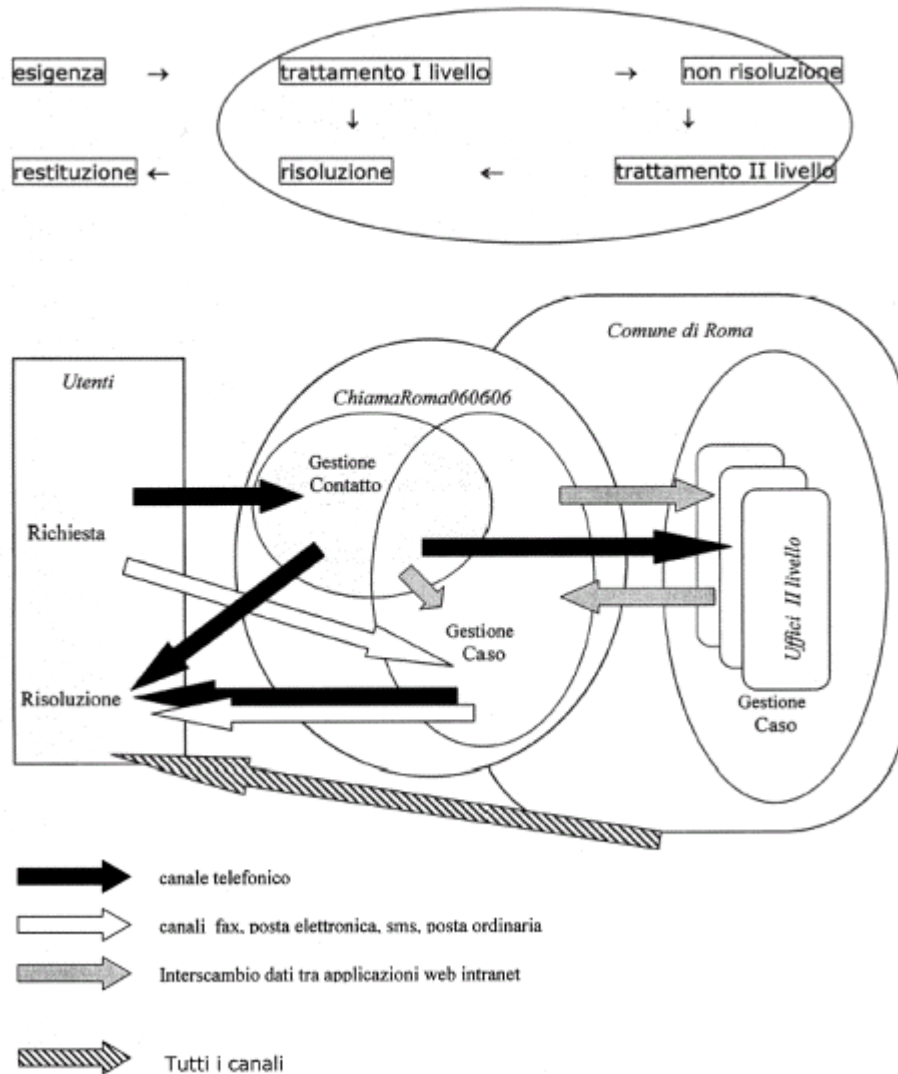 esigenza → trattamento I livello → non risoluzione
↓ ↓
restituzione ← risoluzione ← trattamento II livello
Comune di Roma
Utenti
ChiamaRoma060606
Gestione
Contatto
Richiesta
Uffici II livello
Gestione
Caso
Risoluzione
Gestione
Caso
canale telefonico
canali fax, posta elettronica, sms, posta ordinaria
Interscambio dati tra applicazioni web intranet
Tutti i canali